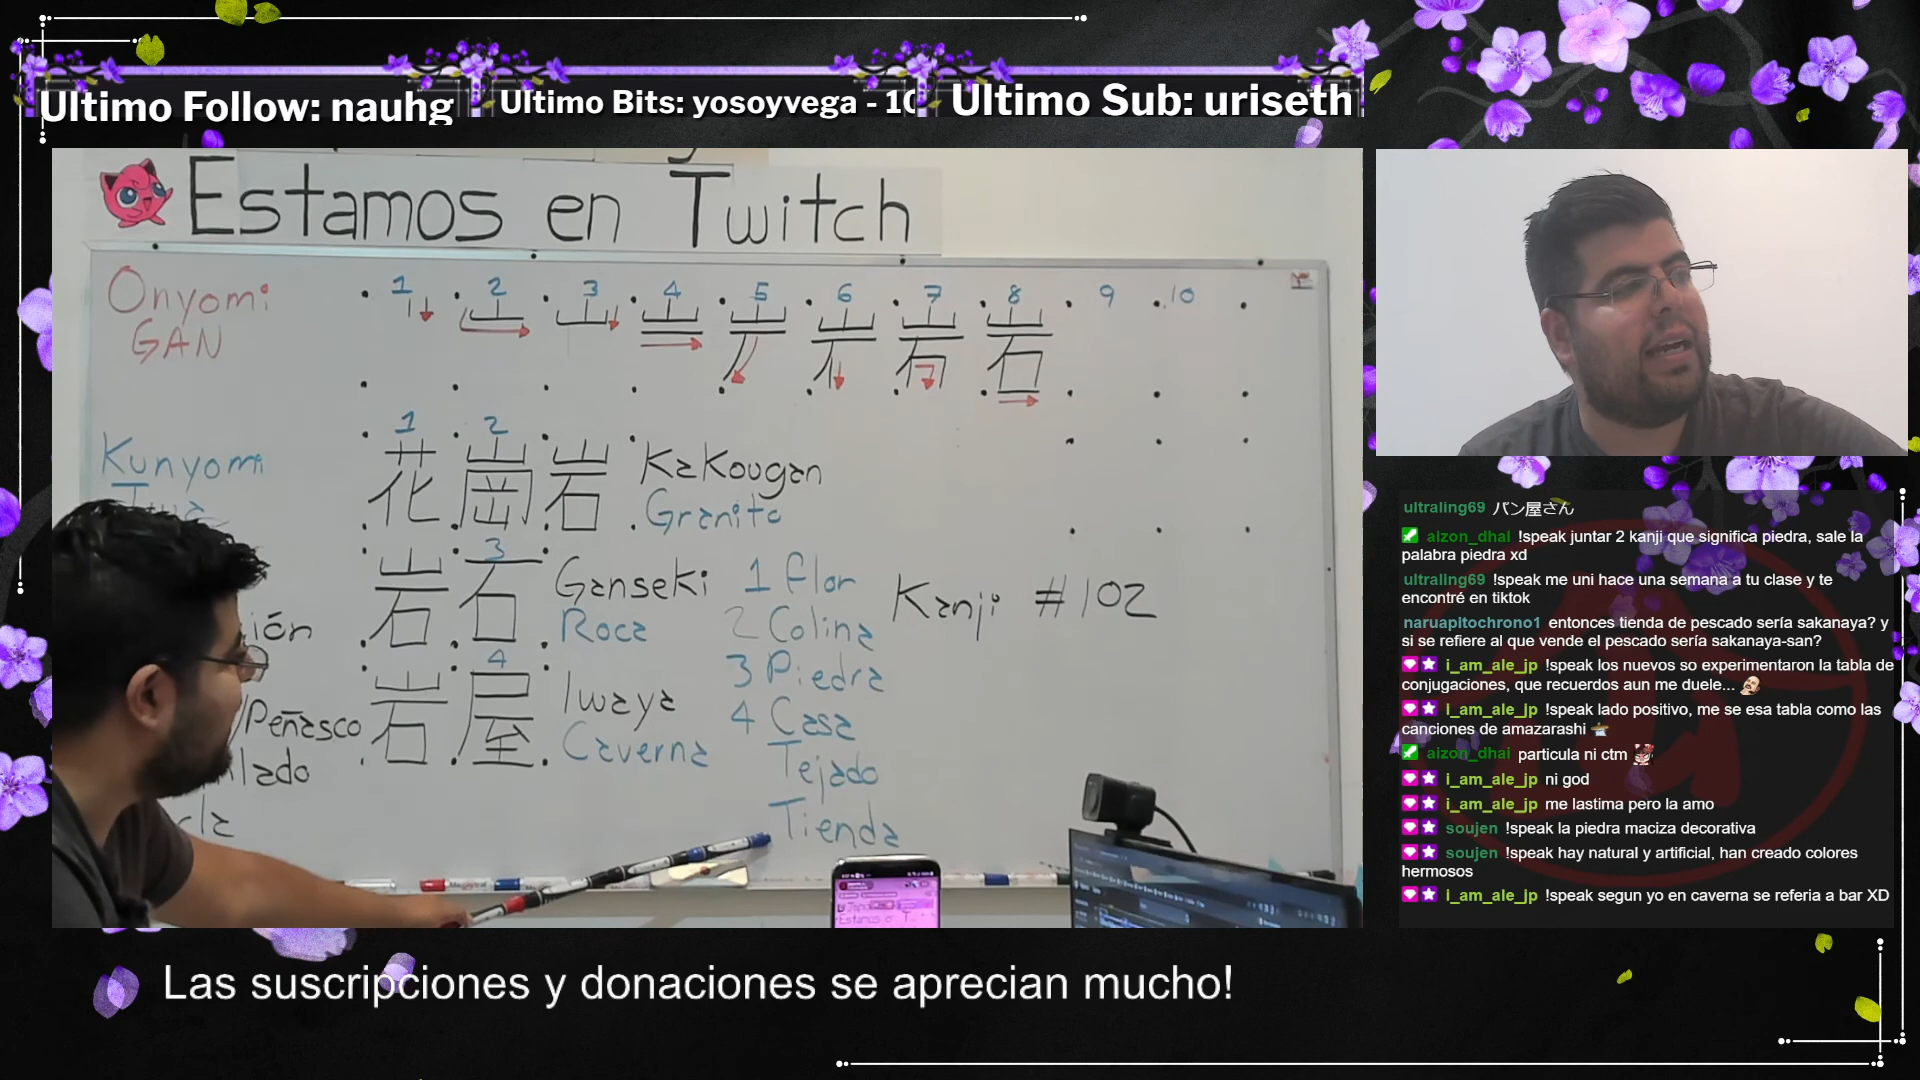 Ultimo Follow: nauhg
Ultimo Bits: yosoyvega - 10
Ultimo Sub: uriseth
Estamos en Twitch
Onyomi
GAN
1 2 3 4 5 6 7 8 9 10
Kunyomi
1 2
花岡岩 Kakougan
Granito
3
岩石 Ganseki
Roca
4
岩屋 Iwaya
Caverna
ión
/Peñasco
lado
cla
1 flor
2 Colina
3 Piedra
4 Casa
Tejado
Tienda
Kanji #102
ultraling69 パン屋さん
aizon_dhai !speak juntar 2 kanji que significa piedra, sale la
palabra piedra xd
ultraling69 !speak me uni hace una semana a tu clase y te
encontré en tiktok
naruapitochrono1 entonces tienda de pescado sería sakanaya? y
si se refiere al que vende el pescado sería sakanaya-san?
i_am_ale_jp !speak los nuevos so experimentaron la tabla de
conjugaciones, que recuerdos aun me duele...
i_am_ale_jp !speak lado positivo, me se esa tabla como las
canciones de amazarashi
aizon_dhai particula ni ctm
i_am_ale_jp ni god
i_am_ale_jp me lastima pero la amo
soujen !speak la piedra maciza decorativa
soujen !speak hay natural y artificial, han creado colores
hermosos
i_am_ale_jp !speak segun yo en caverna se referia a bar XD
Las suscripciones y donaciones se aprecian mucho!